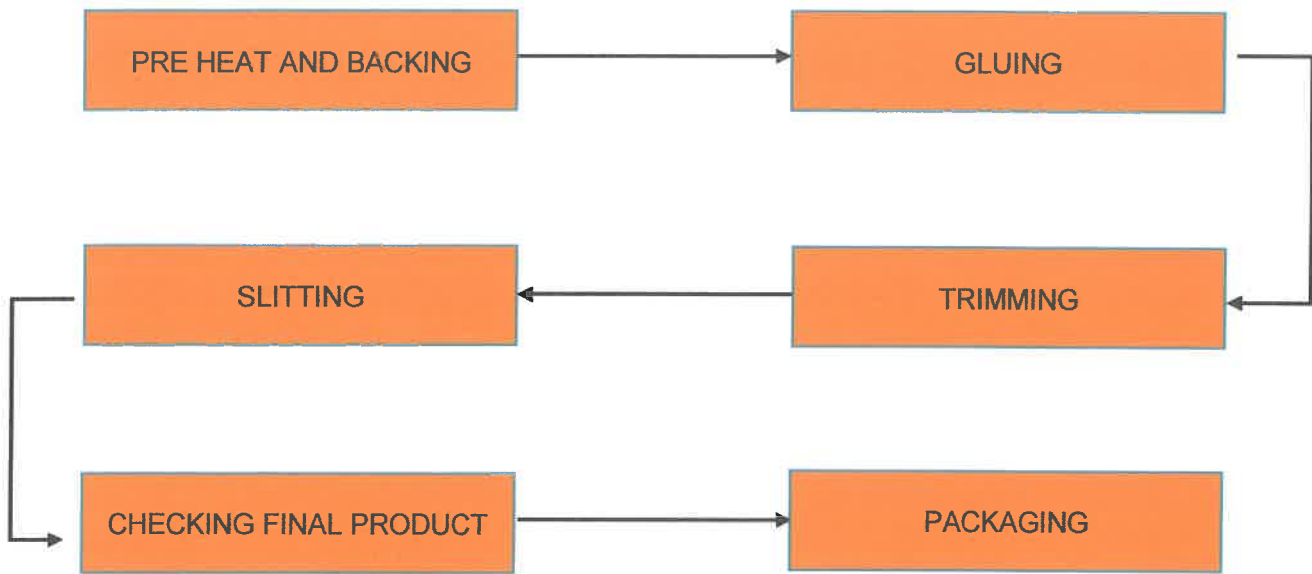 PRE HEAT AND BACKING
GLUING
TRIMMING
SLITTING
CHECKING FINAL PRODUCT
PACKAGING